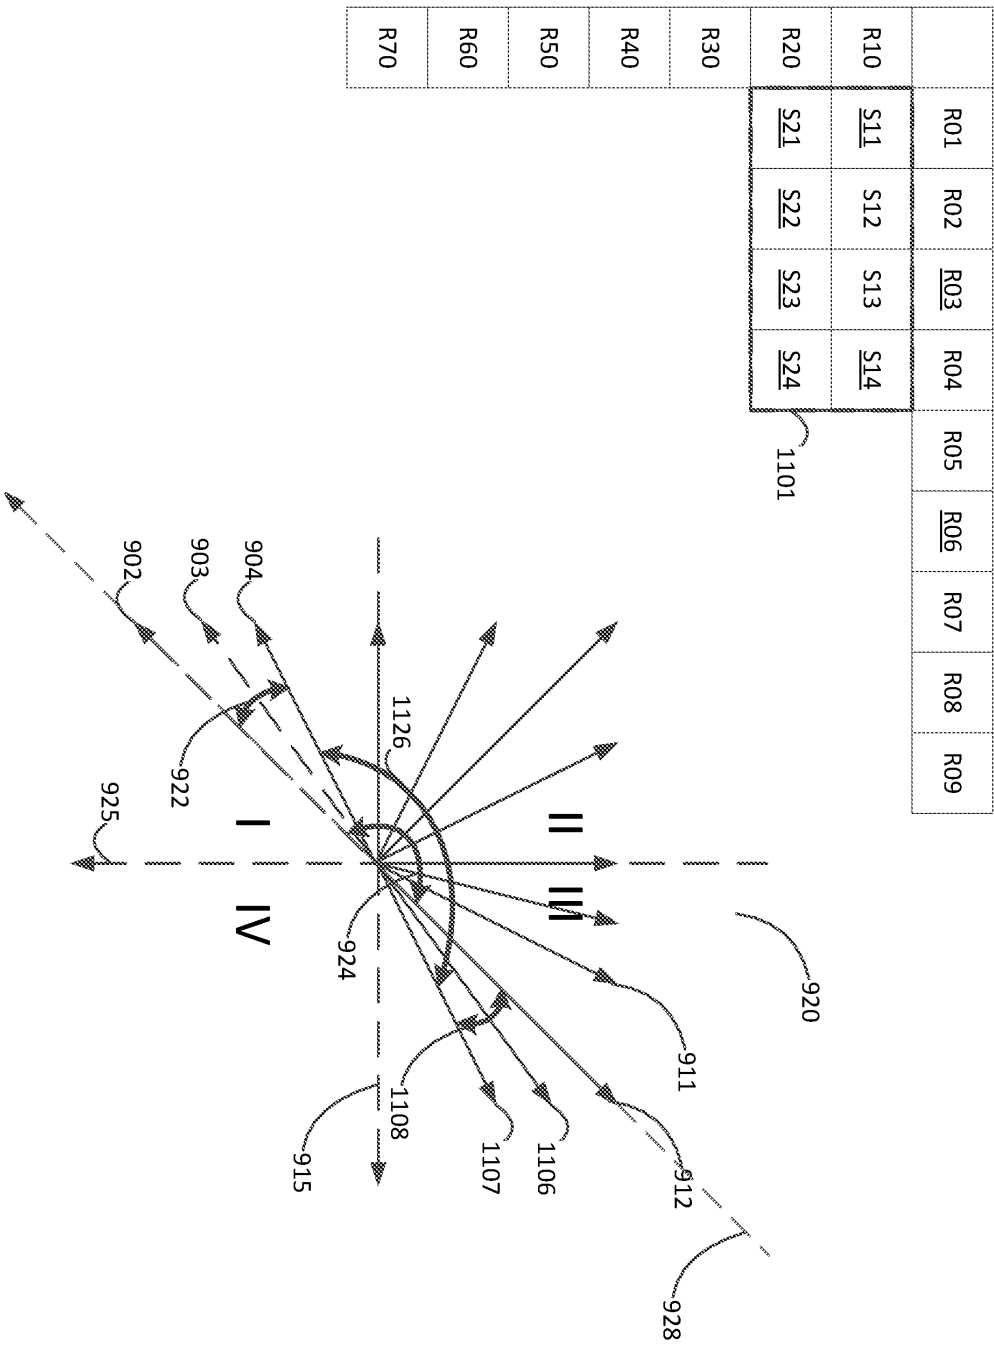 R01 R02 R03 R04 R05 R06 R07 R08 R09
R10 S11 S12 S13 S14
R20 S21 S22 S23 S24
R30
R40
R50
R60
R70
1101
920
911
912
928
II III
1106
1107
1126
1108
924
915
904
I IV
903
922
902
925